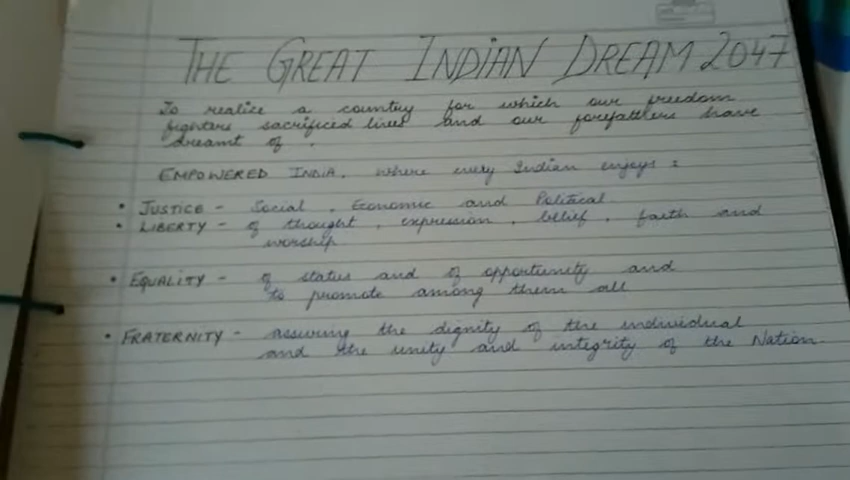 THE GREAT INDIAN DREAM 2047
To realize a country for which our freedom
fighters sacrificed lives and our forefathers have
dreamt of .
EMPOWERED INDIA, where every Indian enjoys :
• JUSTICE - Social , Economic and Political
• LIBERTY - of thought , expression , belief , faith and
worship
• EQUALITY - of status and of opportunity and
to promote among them all
• FRATERNITY - assuring the dignity of the individual
and the unity and integrity of the Nation.